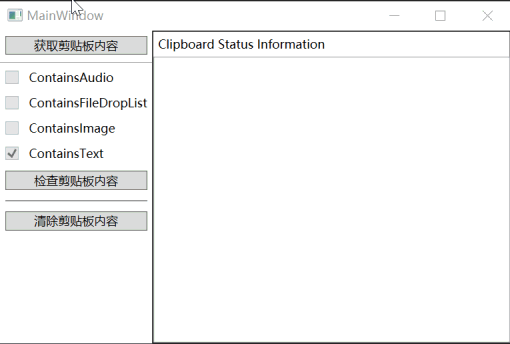 MainWindow
获取剪贴板内容
Clipboard Status Information
ContainsAudio
ContainsFileDropList
ContainsImage
ContainsText
检查剪贴板内容
清除剪贴板内容